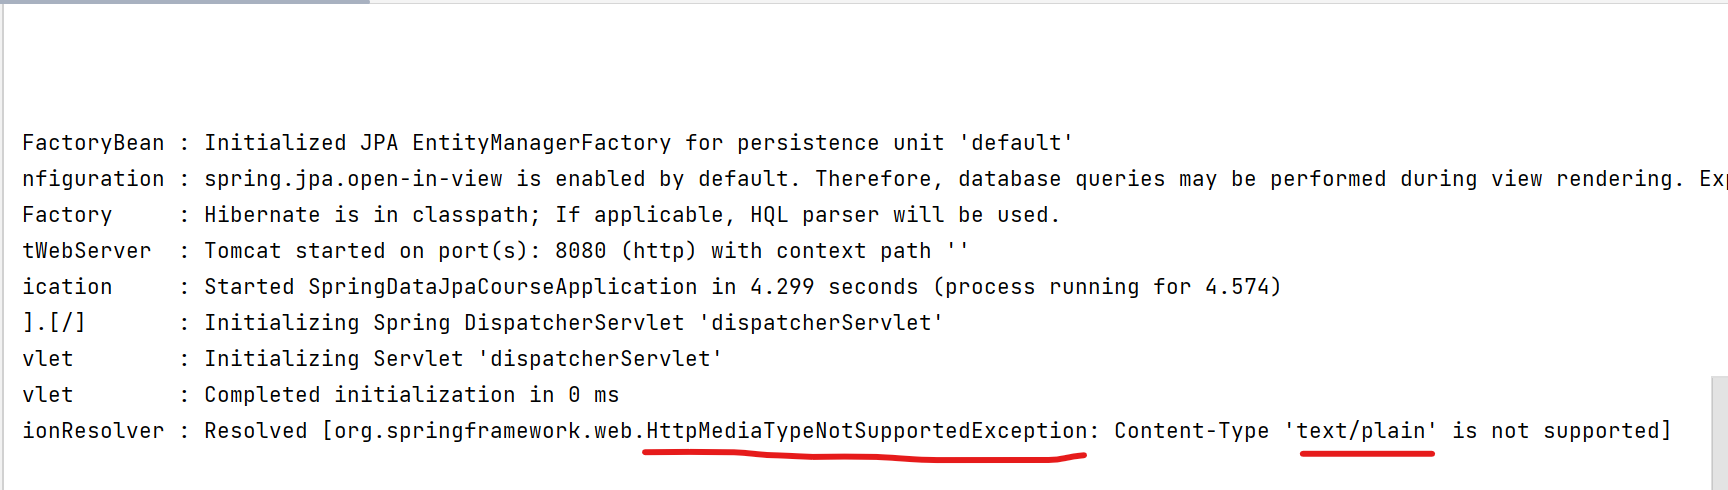 FactoryBean : Initialized JPA EntityManagerFactory for persistence unit 'default'
nfiguration : spring.jpa.open-in-view is enabled by default. Therefore, database queries may be performed during view rendering. Exp
Factory     : Hibernate is in classpath; If applicable, HQL parser will be used.
tWebServer  : Tomcat started on port(s): 8080 (http) with context path ''
ication     : Started SpringDataJpaCourseApplication in 4.299 seconds (process running for 4.574)
].[/]       : Initializing Spring DispatcherServlet 'dispatcherServlet'
vlet        : Initializing Servlet 'dispatcherServlet'
vlet        : Completed initialization in 0 ms
ionResolver : Resolved [org.springframework.web.HttpMediaTypeNotSupportedException: Content-Type 'text/plain' is not supported]